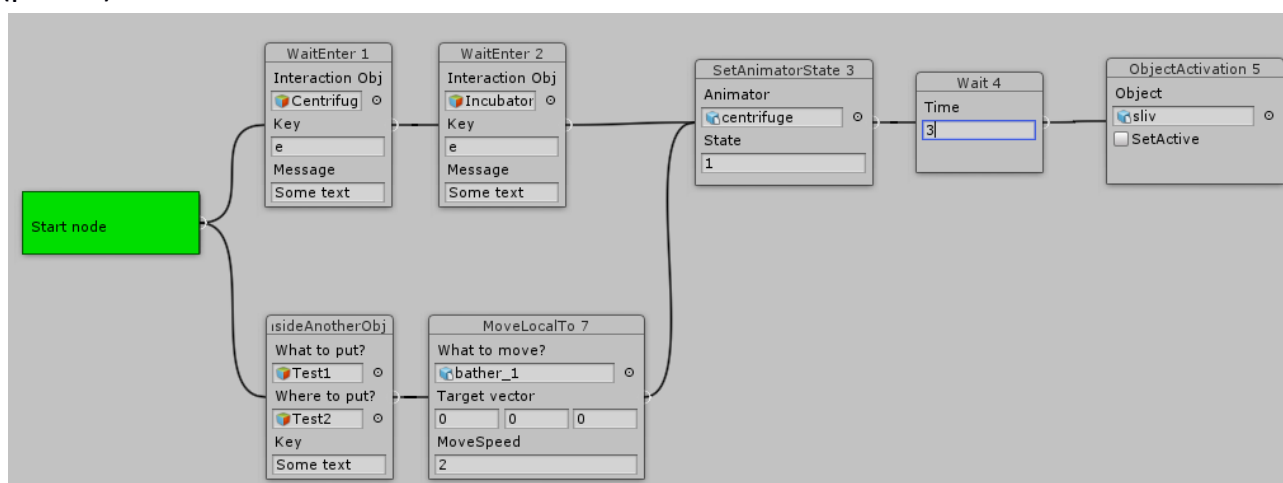 Start node
WaitEnter 1
Interaction Obj
Centrifug
Key
e
Message
Some text
WaitEnter 2
Interaction Obj
Incubator
Key
e
Message
Some text
SetAnimatorState 3
Animator
centrifuge
State
1
Wait 4
Time
3
ObjectActivation 5
Object
sliv
SetActive
sideAnotherObj
What to put?
Test1
Where to put?
Test2
Key
Some text
MoveLocalTo 7
What to move?
bather_1
Target vector
0 0 0
MoveSpeed
2